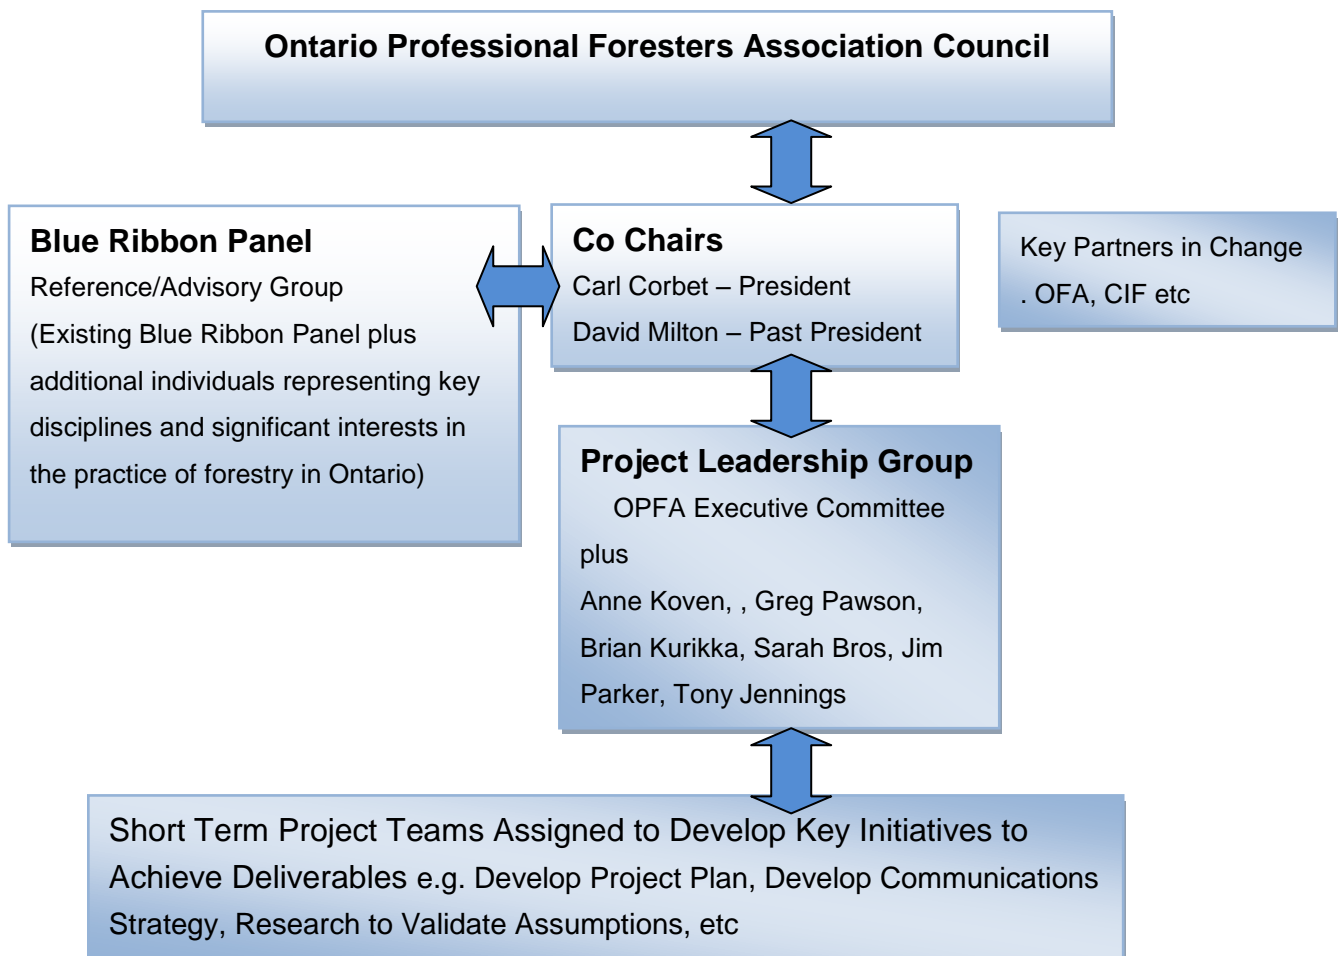 Ontario Professional Foresters Association Council
Blue Ribbon Panel
Reference/Advisory Group
(Existing Blue Ribbon Panel plus
additional individuals representing key
disciplines and significant interests in
the practice of forestry in Ontario)
Co Chairs
Carl Corbet – President
David Milton – Past President
Key Partners in Change
. OFA, CIF etc
Project Leadership Group
OPFA Executive Committee
plus
Anne Koven, , Greg Pawson,
Brian Kurikka, Sarah Bros, Jim
Parker, Tony Jennings
Short Term Project Teams Assigned to Develop Key Initiatives to
Achieve Deliverables e.g. Develop Project Plan, Develop Communications
Strategy, Research to Validate Assumptions, etc